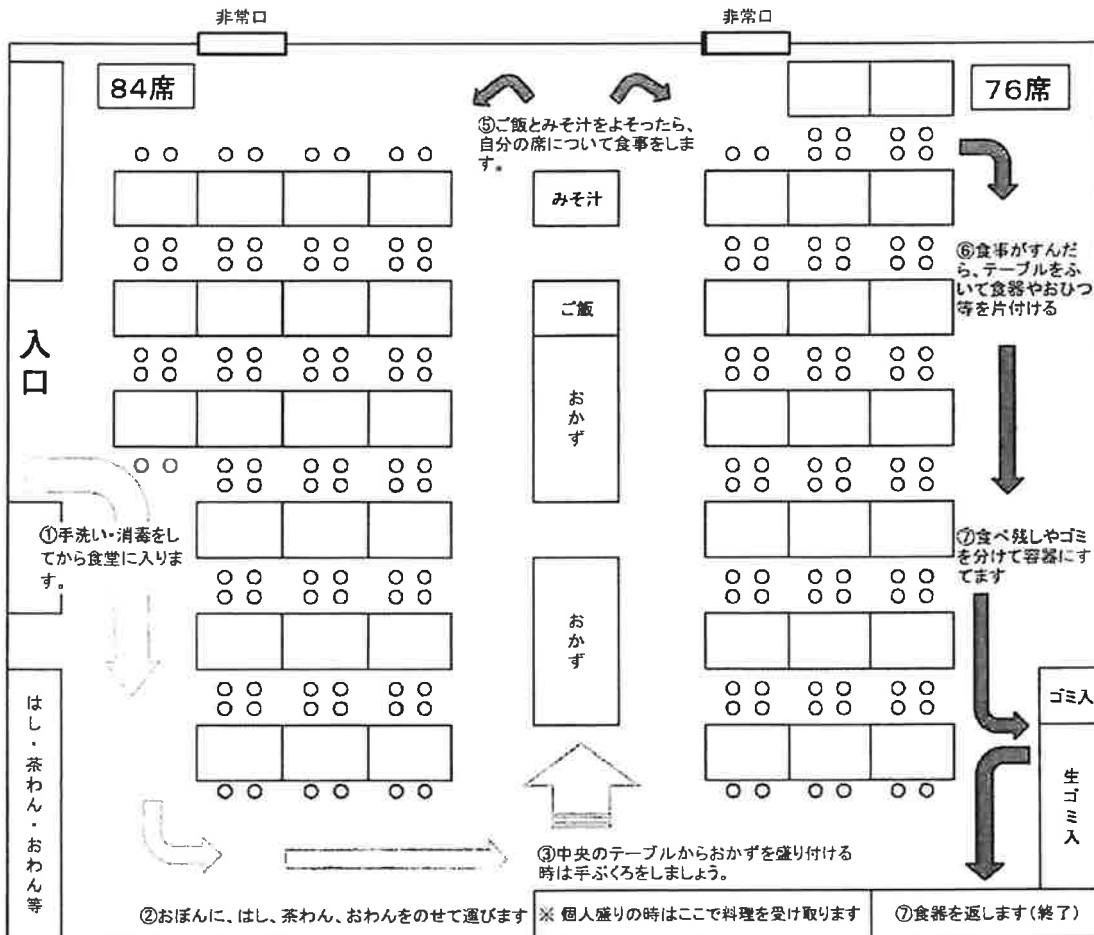 非常口
非常口
84席
76席
⑤ご飯とみそ汁をよそったら、
自分の席について食事をしま
す。
みそ汁
⑥食事がすんだ
ら、テーブルをふ
いて食器やおひつ
等を片付ける
ご飯
入口
おかず
①手洗い・消毒をし
てから食堂に入りま
す。
⑦食べ残しやゴミ
を分けて容器にす
てます
おかず
はし・茶わん・おわん等
ゴミ入
生ゴミ入
③中央のテーブルからおかずを盛り付ける
時は手ぶくろをしましょう。
②おぼんに、はし、茶わん、おわんをのせて運びます
※ 個人盛りの時はここで料理を受け取ります
⑦食器を返します(終了)